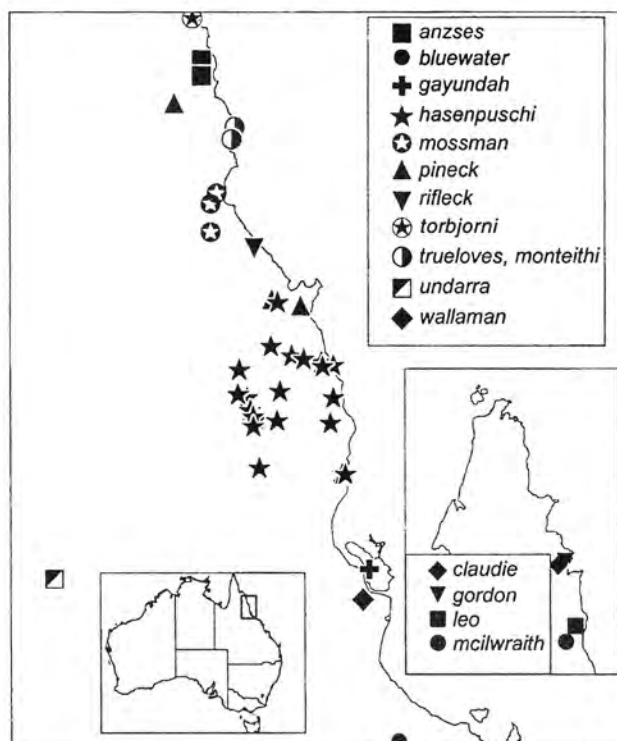 anzses
bluewater
gayundah
hasenpuschi
mossman
pineck
rifleck
torbjorni
trueloves, monteithi
undarra
wallaman
claudie
gordon
leo
mcilwraith